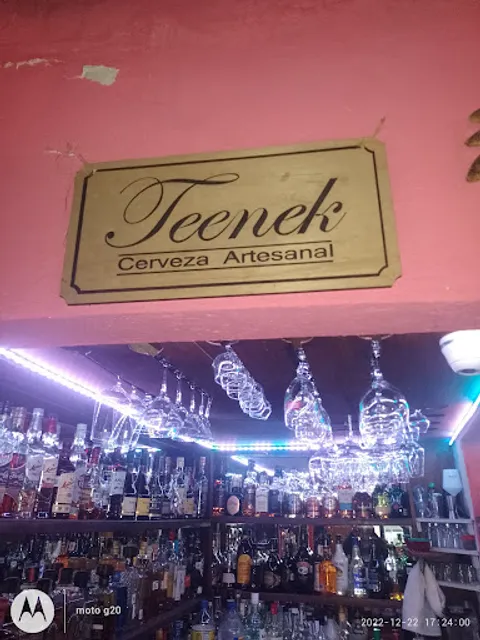 Teenek
Cerveza Artesanal
moto g20
2022-12-22 17:24:00